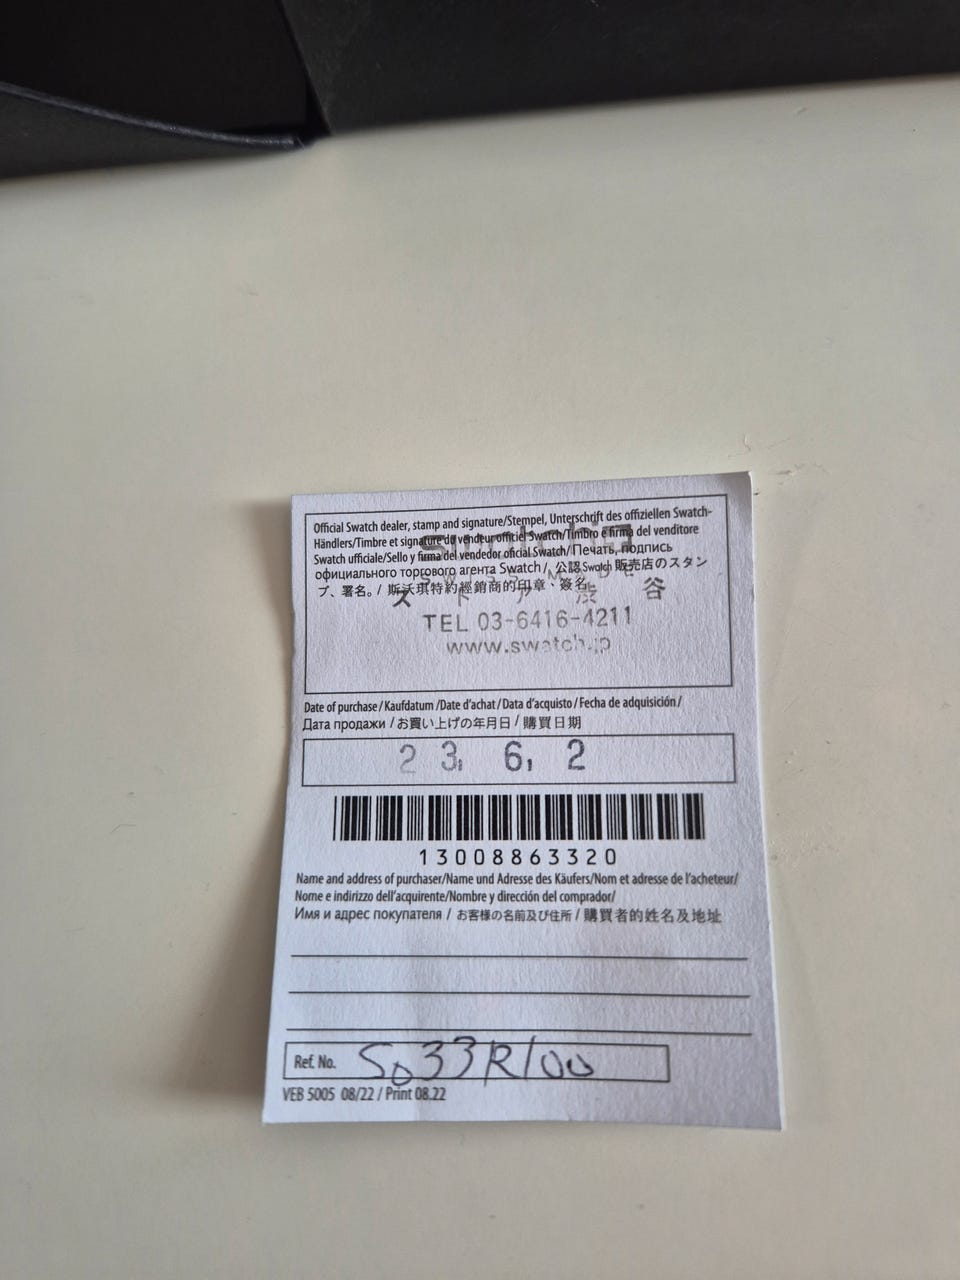 Official Swatch dealer, stamp and signature/Stempel, Unterschrift des offiziellen Swatch-
Händlers/Timbre et signature du vendeur officiel Swatch/Timbro e firma del venditore
Swatch ufficiale/Sello y firma del vendedor oficial Swatch/Печать, подпись
официального торгового агента Swatch/ 公認Swatch 販売店のスタン
プ、署名。/ 斯沃琪特約經銷商的印章、簽名
ストア 渋谷
TEL 03-6416-4211
www.swatch.jp
Date of purchase/Kaufdatum /Date d'achat/Data d'acquisto/Fecha de adquisición/
Дата продажи /お買い上げの年月日 / 購買日期
23, 6, 2
13008863320
Name and address of purchaser/Name und Adresse des Käufers/Nom et adresse de l'acheteur/
Nome e indirizzo dell'acquirente/Nombre y dirección del comprador/
Имя и адрес покупателя / お客様の名前及び住所 / 購買者的姓名及地址
Ref. No. So33R100
VEB 5005 08/22 / Print 08.22